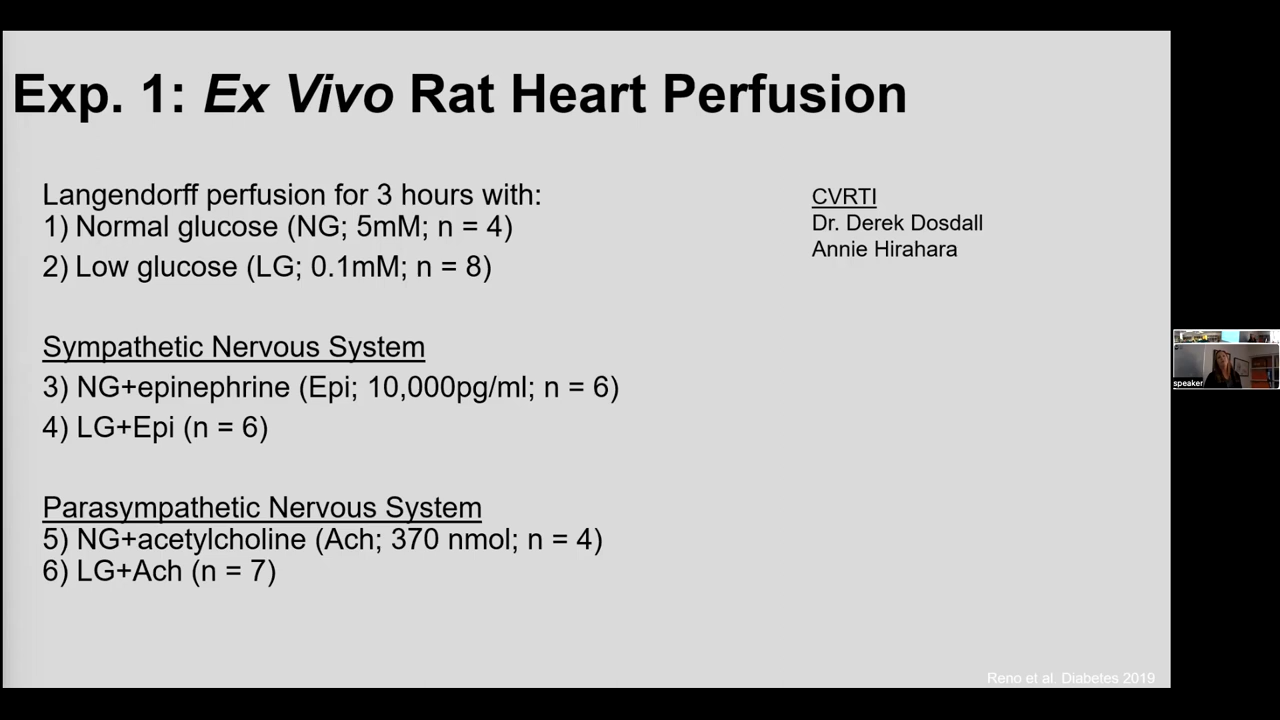 Exp. 1: Ex Vivo Rat Heart Perfusion
Langendorff perfusion for 3 hours with:
1) Normal glucose (NG; 5mM; n = 4)
2) Low glucose (LG; 0.1mM; n = 8)
Sympathetic Nervous System
3) NG+epinephrine (Epi; 10,000pg/ml; n = 6)
4) LG+Epi (n = 6)
Parasympathetic Nervous System
5) NG+acetylcholine (Ach; 370 nmol; n = 4)
6) LG+Ach (n = 7)
CVRTI
Dr. Derek Dosdall
Annie Hirahara
speaker
Reno et al. Diabetes 2019